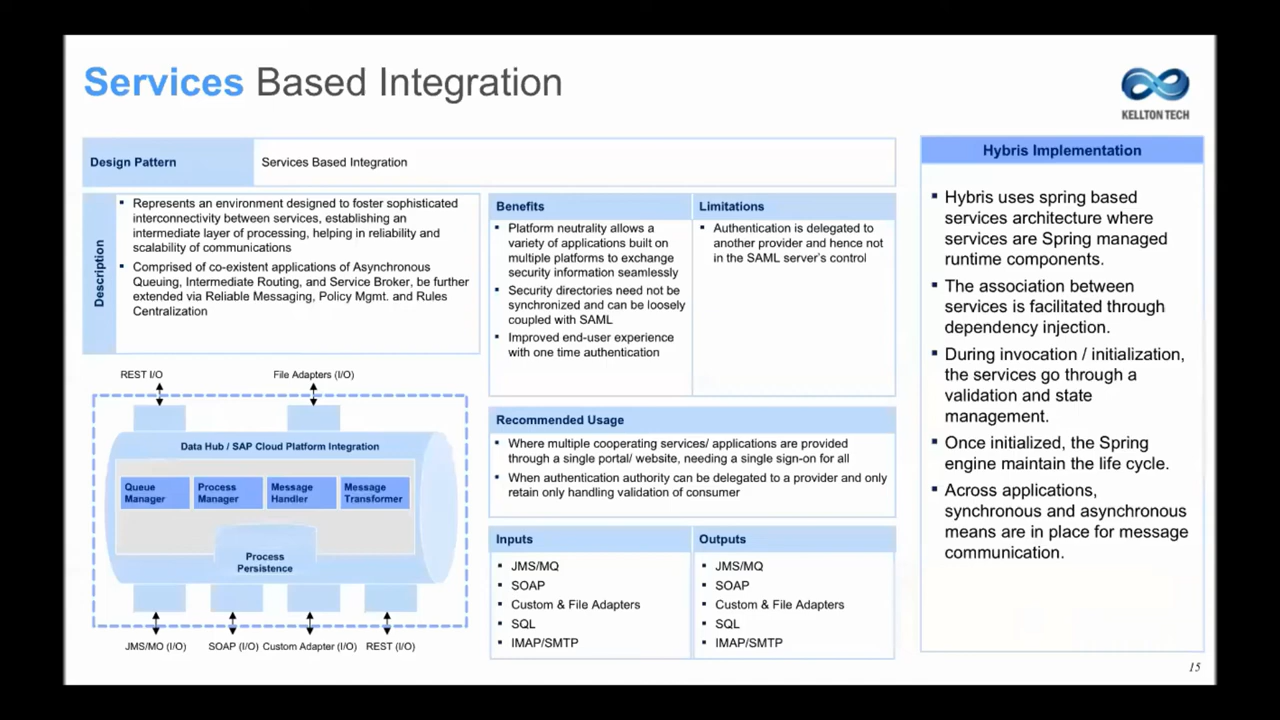 Services Based Integration
KELLTON TECH
Design Pattern
Services Based Integration
Description
▪ Represents an environment designed to foster sophisticated
interconnectivity between services, establishing an
intermediate layer of processing, helping in reliability and
scalability of communications
▪ Comprised of co-existent applications of Asynchronous
Queuing, Intermediate Routing, and Service Broker, be further
extended via Reliable Messaging, Policy Mgmt. and Rules
Centralization
REST I/O
File Adapters (I/O)
Data Hub / SAP Cloud Platform Integration
Queue
Manager
Process
Manager
Message
Handler
Message
Transformer
Process
Persistence
JMS/MO (I/O)
SOAP (I/O)
Custom Adapter (I/O)
REST (I/O)
Benefits
▪ Platform neutrality allows a
variety of applications built on
multiple platforms to exchange
security information seamlessly
▪ Security directories need not be
synchronized and can be loosely
coupled with SAML
▪ Improved end-user experience
with one time authentication
Limitations
▪ Authentication is delegated to
another provider and hence not
in the SAML server's control
Recommended Usage
▪ Where multiple cooperating services/ applications are provided
through a single portal/ website, needing a single sign-on for all
▪ When authentication authority can be delegated to a provider and only
retain only handling validation of consumer
Inputs
▪ JMS/MQ
▪ SOAP
▪ Custom & File Adapters
▪ SQL
▪ IMAP/SMTP
Outputs
▪ JMS/MQ
▪ SOAP
▪ Custom & File Adapters
▪ SQL
▪ IMAP/SMTP
Hybris Implementation
▪ Hybris uses spring based
services architecture where
services are Spring managed
runtime components.
▪ The association between
services is facilitated through
dependency injection.
▪ During invocation / initialization,
the services go through a
validation and state
management.
▪ Once initialized, the Spring
engine maintain the life cycle.
▪ Across applications,
synchronous and asynchronous
means are in place for message
communication.
15